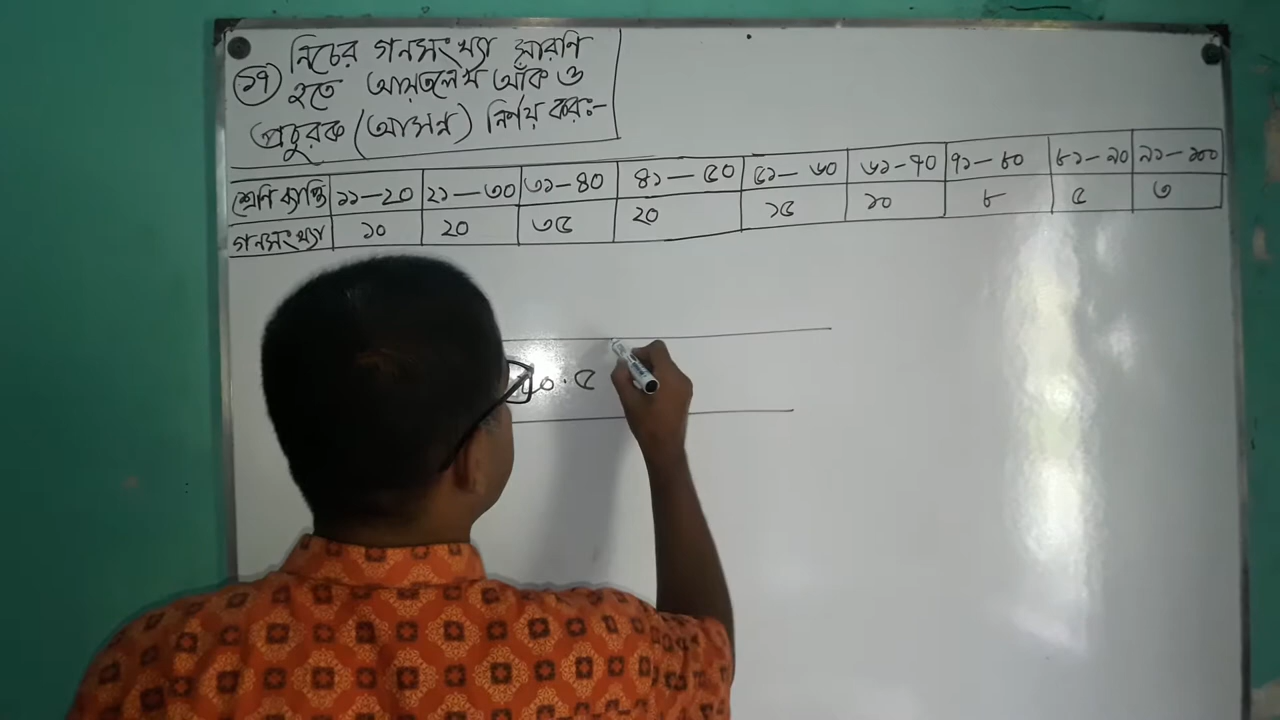 ১৭ নিচের গনসংখ্যা সারণি
হতে আয়তলেখ আঁক ও
প্রচুরক (আসন্ন) নির্ণয় করঃ-
শ্রেনি ব্যাপ্তি ১১-২০ ২১-৩০ ৩১-৪০ ৪১-৫০ ৫১-৬০ ৬১-৭০ ৭১-৮০ ৮১-৯০ ৯১-১০০
গনসংখ্যা ১০ ২০ ৩৫ ২০ ১৫ ১০ ৮ ৫ ৩
০.৫